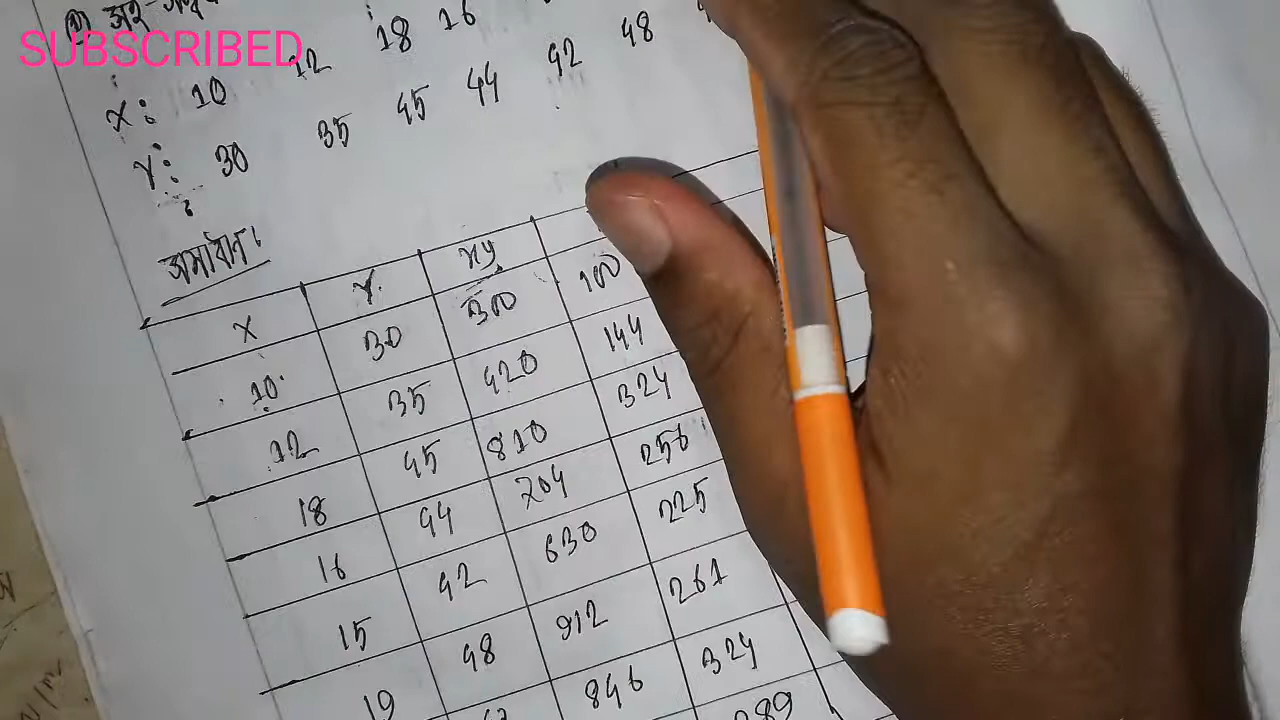 SUBSCRIBED
X: 10 12 18 16
Y: 30 35 45 44 42 48
সমাধান:
X Y xy
10 30 300 100
12 35 420 144
18 45 810 324
16 44 704 256
15 42 630 225
19 48 912 261
846 324
289